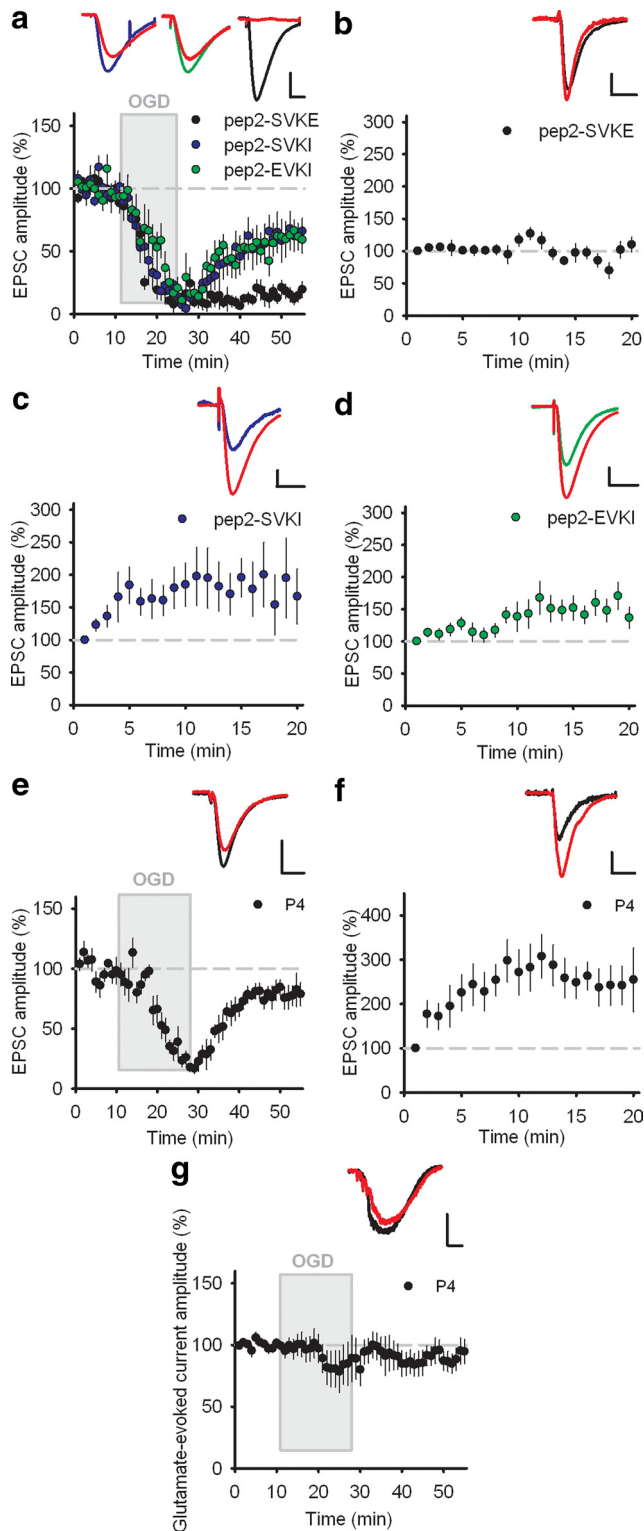 a
OGD
pep2-SVKE
pep2-SVKI
pep2-EVKI
EPSC amplitude (%)
150
100
50
0
0 10 20 30 40 50
Time (min)
b
pep2-SVKE
EPSC amplitude (%)
300
250
200
150
100
50
0
0 5 10 15 20
Time (min)
c
pep2-SVKI
EPSC amplitude (%)
300
250
200
150
100
50
0
0 5 10 15 20
Time (min)
d
pep2-EVKI
EPSC amplitude (%)
300
250
200
150
100
50
0
0 5 10 15 20
Time (min)
e
OGD
P4
EPSC amplitude (%)
150
100
50
0
0 10 20 30 40 50
Time (min)
f
P4
EPSC amplitude (%)
400
300
200
100
0
0 5 10 15 20
Time (min)
g
OGD
P4
Glutamate-evoked current amplitude (%)
150
100
50
0
0 10 20 30 40 50
Time (min)